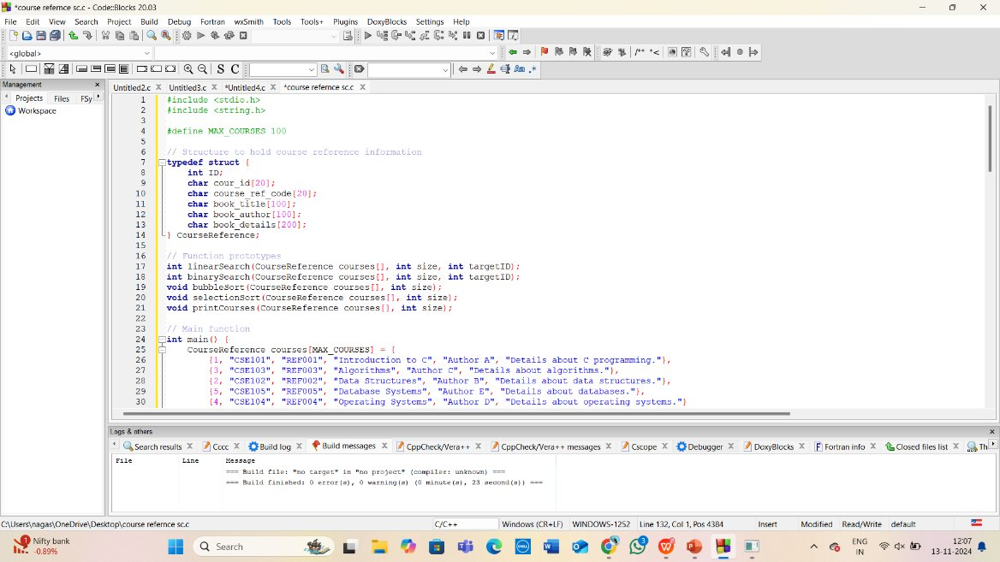 *course refernce sc.c - Code::Blocks 20.03
File Edit View Search Project Build Debug Fortran wxSmith Tools Tools+ Plugins DoxyBlocks Settings Help
<global>
S C
Management
Projects Files FSy
Workspace
Untitled2.c Untitled3.c *Untitled4.c *course refernce sc.c
1 #include <stdio.h>
2 #include <string.h>
3
4 #define MAX_COURSES 100
5
6 // Structure to hold course reference information
7 typedef struct {
8 int ID;
9 char cour_id[20];
10 char course_ref_code[20];
11 char book_title[100];
12 char book_author[100];
13 char book_details[200];
14 } CourseReference;
15
16 // Function prototypes
17 int linearSearch(CourseReference courses[], int size, int targetID);
18 int binarySearch(CourseReference courses[], int size, int targetID);
19 void bubbleSort(CourseReference courses[], int size);
20 void selectionSort(CourseReference courses[], int size);
21 void printCourses(CourseReference courses[], int size);
22
23 // Main function
24 int main() {
25 CourseReference courses[MAX_COURSES] = {
26 {1, "CSE101", "REF001", "Introduction to C", "Author A", "Details about C programming."},
27 {3, "CSE103", "REF003", "Algorithms", "Author C", "Details about algorithms."},
28 {2, "CSE102", "REF002", "Data Structures", "Author B", "Details about data structures."},
29 {5, "CSE105", "REF005", "Database Systems", "Author E", "Details about databases."},
30 {4, "CSE104", "REF004", "Operating Systems", "Author D", "Details about operating systems."}
Logs & others
Search results Cccc Build log Build messages CppCheck/Vera++ CppCheck/Vera++ messages Cscope Debugger DoxyBlocks Fortran info Closed files list Th
File Line Message
=== Build file: "no target" in "no project" (compiler: unknown) ===
=== Build finished: 0 error(s), 0 warning(s) (0 minute(s), 23 second(s)) ===
C:\Users\nagas\OneDrive\Desktop\course refernce sc.c C/C++ Windows (CR+LF) WINDOWS-1252 Line 132, Col 1, Pos 4384 Insert Modified Read/Write default
Nifty bank
-0.89%
Search
ENG
IN
12:07
13-11-2024